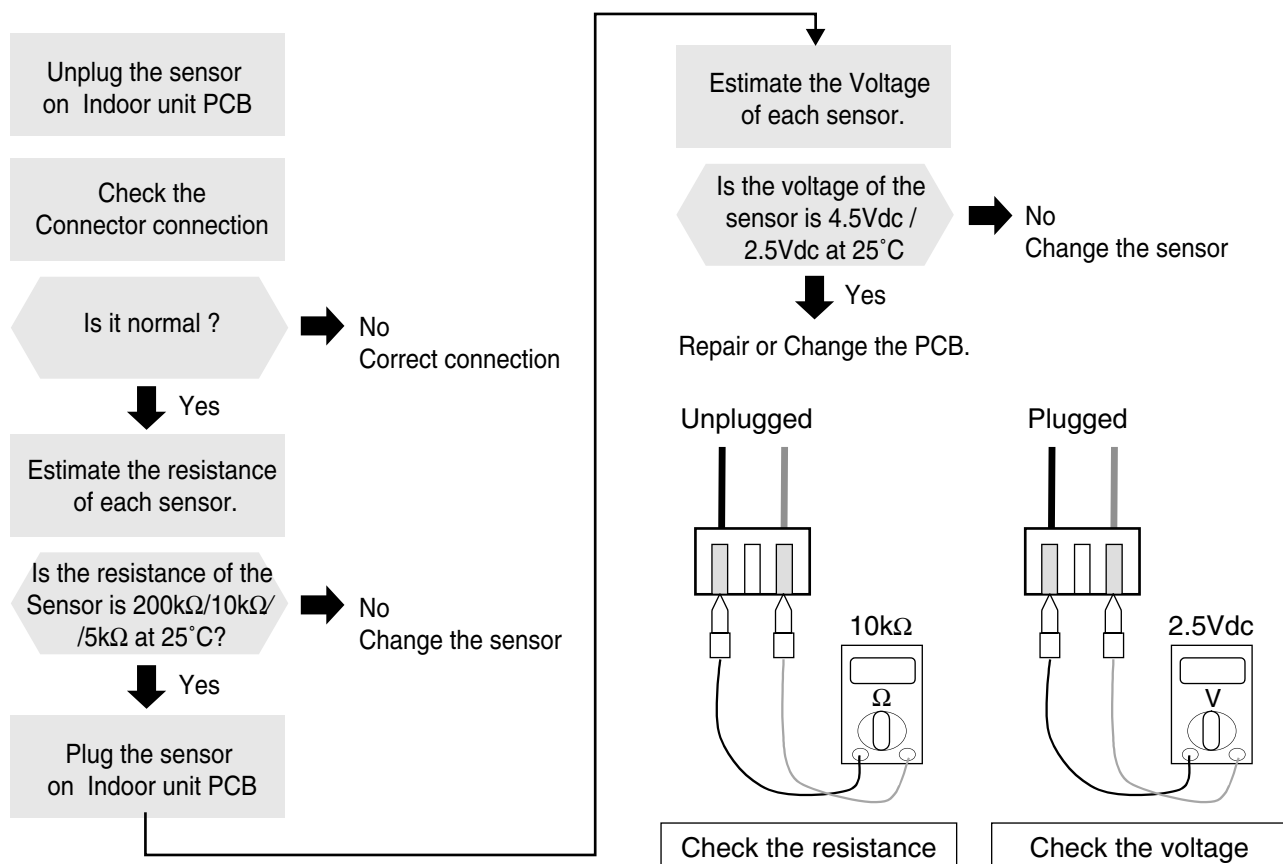 Unplug the sensor
on Indoor unit PCB
Check the
Connector connection
Is it normal ?
No
Correct connection
Yes
Estimate the resistance
of each sensor.
Is the resistance of the
Sensor is 200kΩ/10kΩ/
/5kΩ at 25˚C?
No
Change the sensor
Yes
Plug the sensor
on Indoor unit PCB
Estimate the Voltage
of each sensor.
Is the voltage of the
sensor is 4.5Vdc /
2.5Vdc at 25˚C
No
Change the sensor
Yes
Repair or Change the PCB.
Unplugged
10kΩ
Ω
Check the resistance
Plugged
2.5Vdc
V
Check the voltage